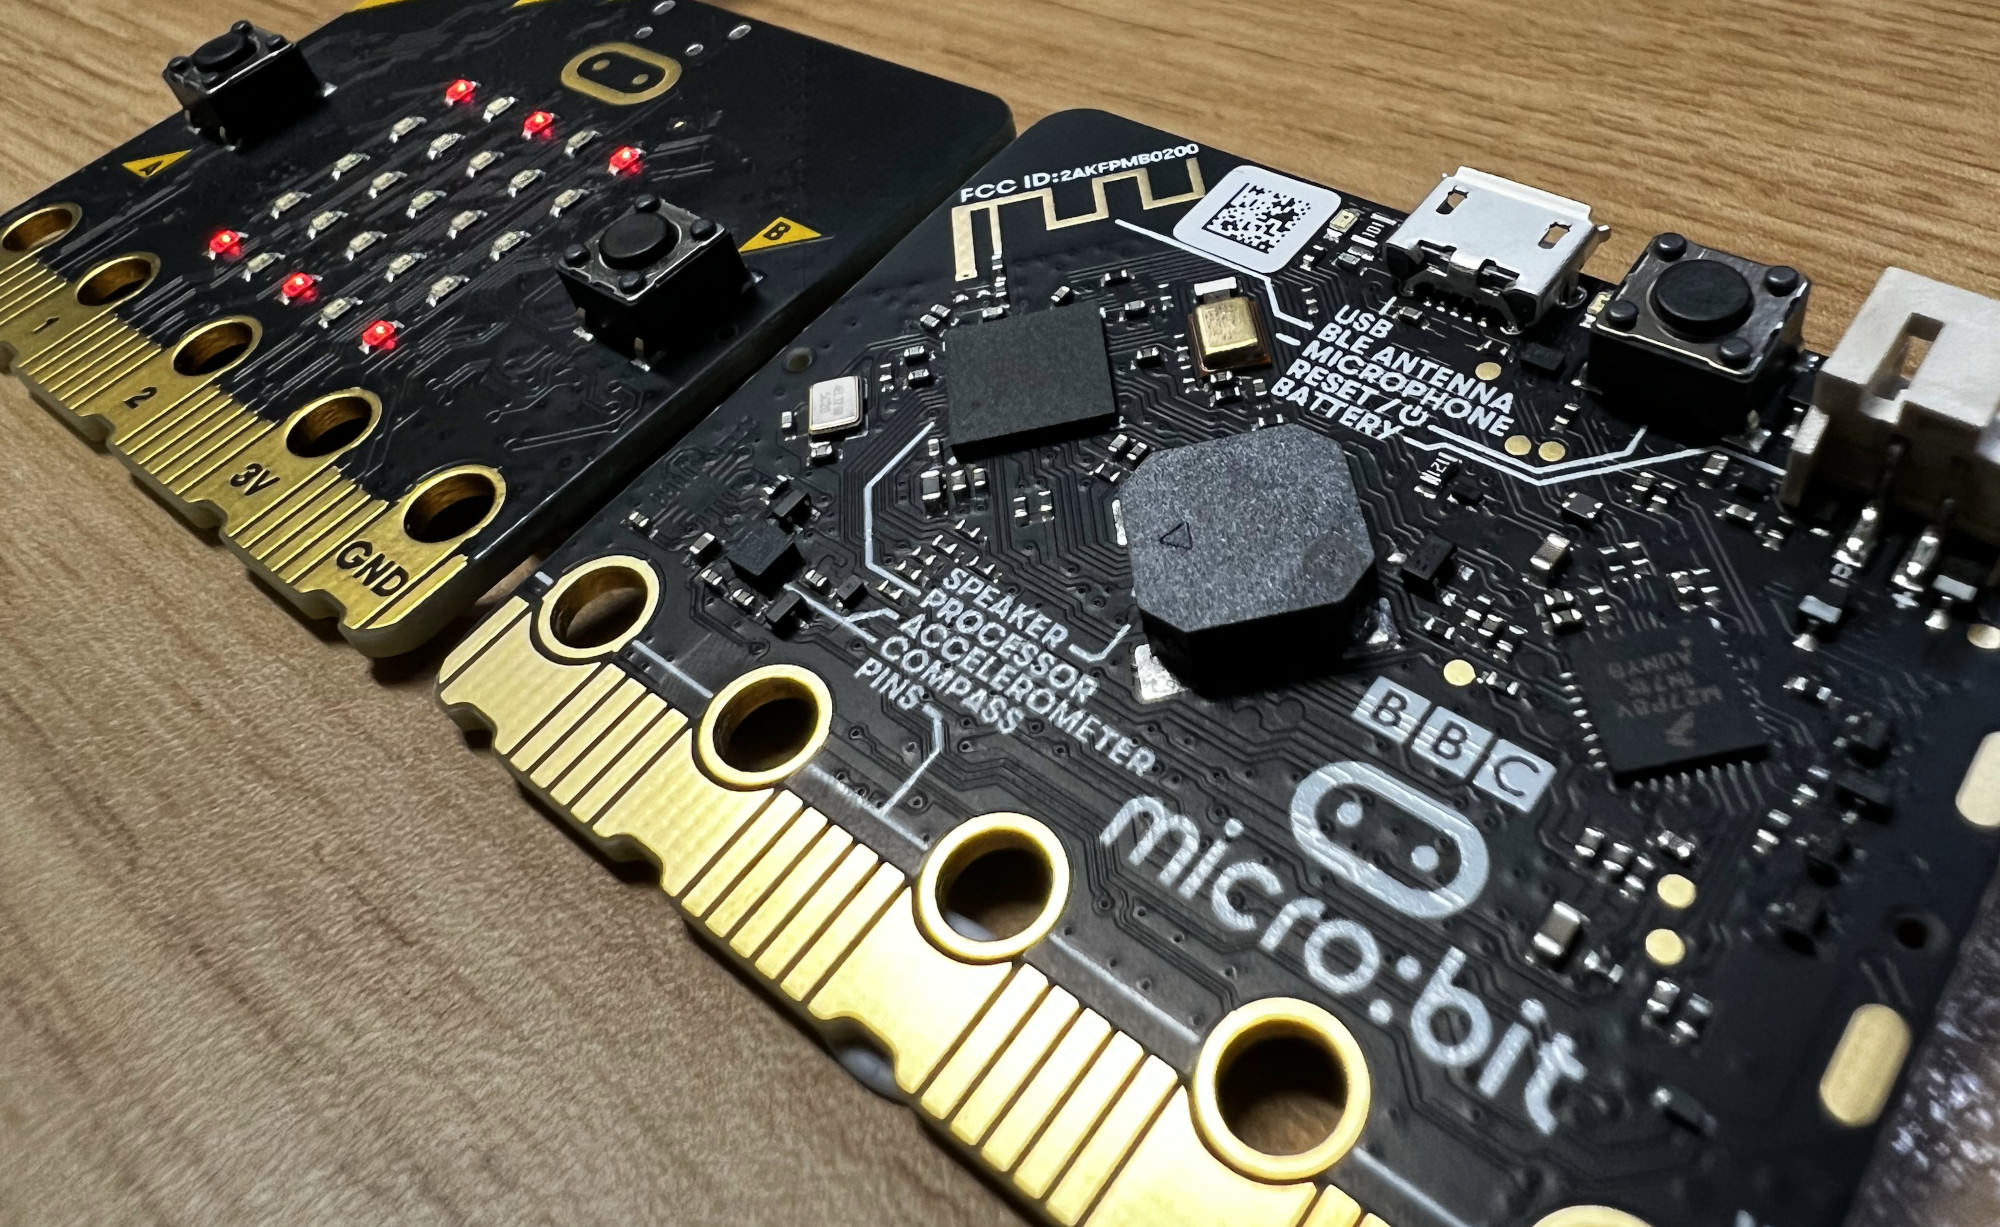 A
B
1
2
3V
GND
FCC ID:2AKFPMB0200
USB
BLE ANTENNA
MICROPHONE
RESET /
BATTERY
SPEAKER
PROCESSOR
ACCELEROMETER
COMPASS
PINS
BBC
micro:bit